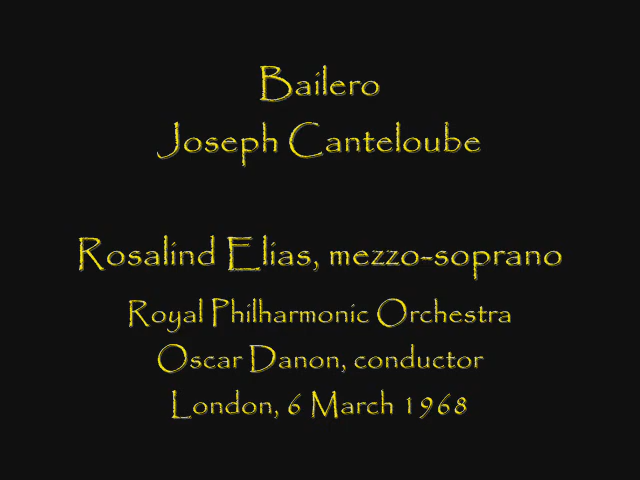 Bailero
Joseph Canteloube
Rosalind Elias, mezzo-soprano
Royal Philharmonic Orchestra
Oscar Danon, conductor
London, 6 March 1968